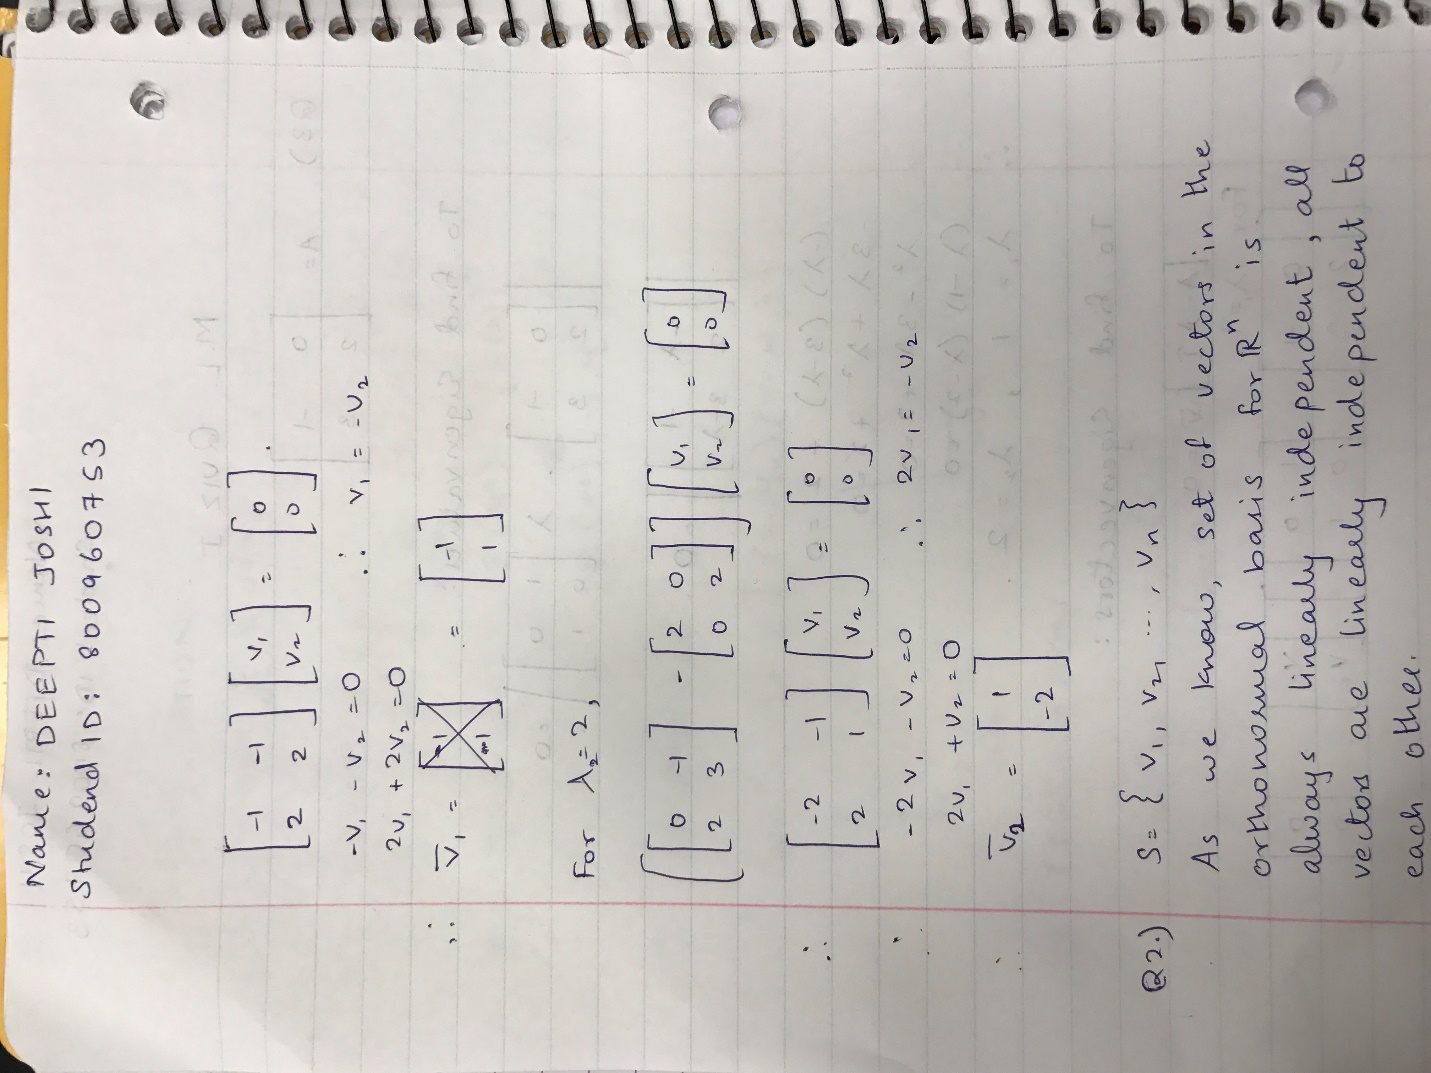 Name: DEEPTI JOSHI
Studend ID: 800960753
[-1 -1; 2 2] [v₁; v₂] = [0; 0].
-v₁ - v₂ = 0 ∴ v₁ = -v₂
2v₁ + 2v₂ = 0
∴ v̅₁ = = [-1; 1]
For λ₂=2,
([0 -1; 2 3] - [2 0; 0 2]] [v₁; v₂] = [0; 0]
∴ [-2 -1; 2 1] [v₁; v₂] = [0; 0]
∴ -2v₁ - v₂ = 0 ∴ 2v₁ = -v₂
2v₁ + v₂ = 0
∴ v̅₂ = [1; -2]
Q2.) S = { v₁, v₂, ..., vn }
As we know, set of vectors in the
orthonormal basis for ℝⁿ is
always linearly independent, all
vectors are linearly independent to
each other.